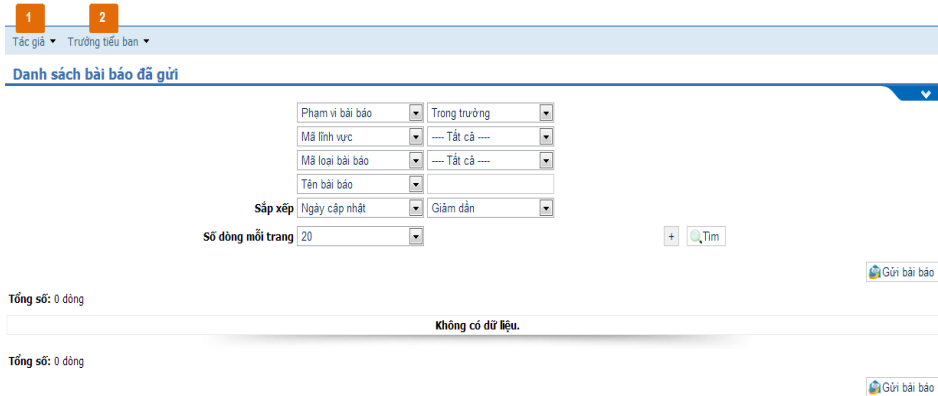 1 2
Tác giả Trưởng tiểu ban
Danh sách bài báo đã gửi
Phạm vi bài báo Trong trường
Mã lĩnh vực ---- Tất cả ----
Mã loại bài báo ---- Tất cả ----
Tên bài báo
Sắp xếp Ngày cập nhật Giảm dần
Số dòng mỗi trang 20 + Tìm
Gửi bài báo
Tổng số: 0 dòng
Không có dữ liệu.
Tổng số: 0 dòng
Gửi bài báo